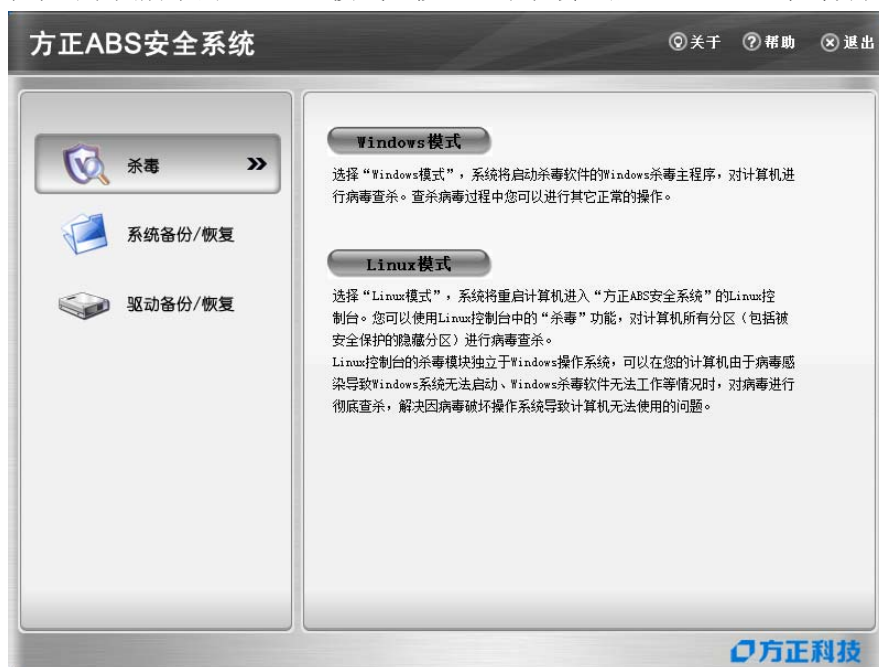 方正ABS安全系统
关于 帮助 退出
杀毒
系统备份/恢复
驱动备份/恢复
Windows模式
选择“Windows模式”，系统将启动杀毒软件的Windows杀毒主程序，对计算机进
行病毒查杀。查杀病毒过程中您可以进行其它正常的操作。
Linux模式
选择“Linux模式”，系统将重启计算机进入“方正ABS安全系统”的Linux控
制台。您可以使用Linux控制台中的“杀毒”功能，对计算机所有分区（包括被
安全保护的隐藏分区）进行病毒查杀。
Linux控制台的杀毒模块独立于Windows操作系统，可以在您的计算机由于病毒感
染导致Windows系统无法启动、Windows杀毒软件无法工作等情况时，对病毒进行
彻底查杀，解决因病毒破坏操作系统导致计算机无法使用的问题。
方正科技